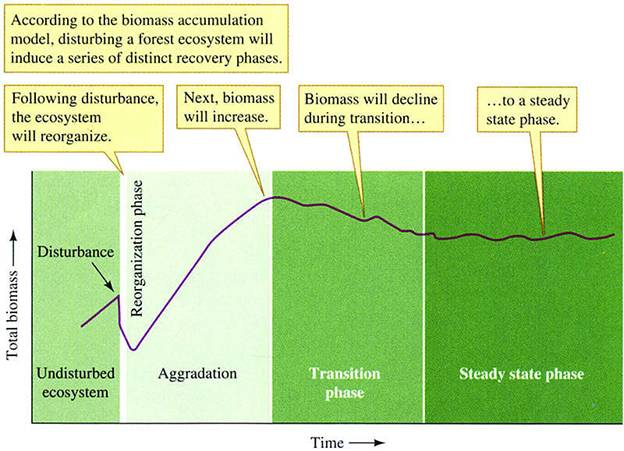 According to the biomass accumulation
model, disturbing a forest ecosystem will
induce a series of distinct recovery phases.
Following disturbance,
the ecosystem
will reorganize.
Next, biomass
will increase.
Biomass will decline
during transition…
…to a steady
state phase.
Total biomass
Disturbance
Reorganization phase
Undisturbed
ecosystem
Aggradation
Transition
phase
Steady state phase
Time